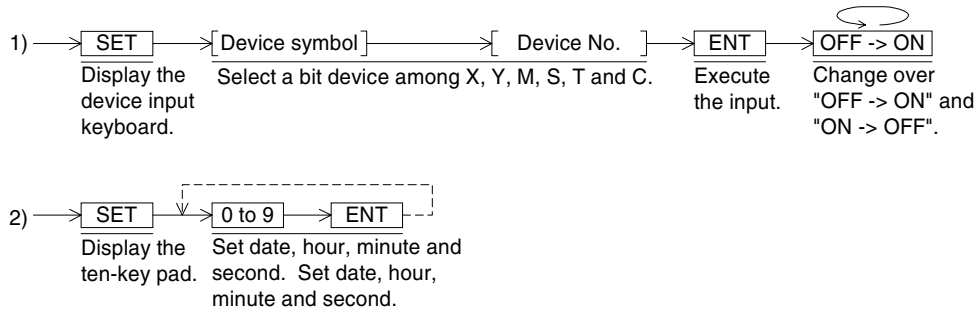 1) SET [Device symbol] [ Device No. ] ENT OFF -> ON
Display the
device input
keyboard.
Select a bit device among X, Y, M, S, T and C.
Execute
the input.
Change over
"OFF -> ON" and
"ON -> OFF".
2) SET 0 to 9 ENT
Display the
ten-key pad.
Set date, hour, minute and
second. Set date, hour,
minute and second.